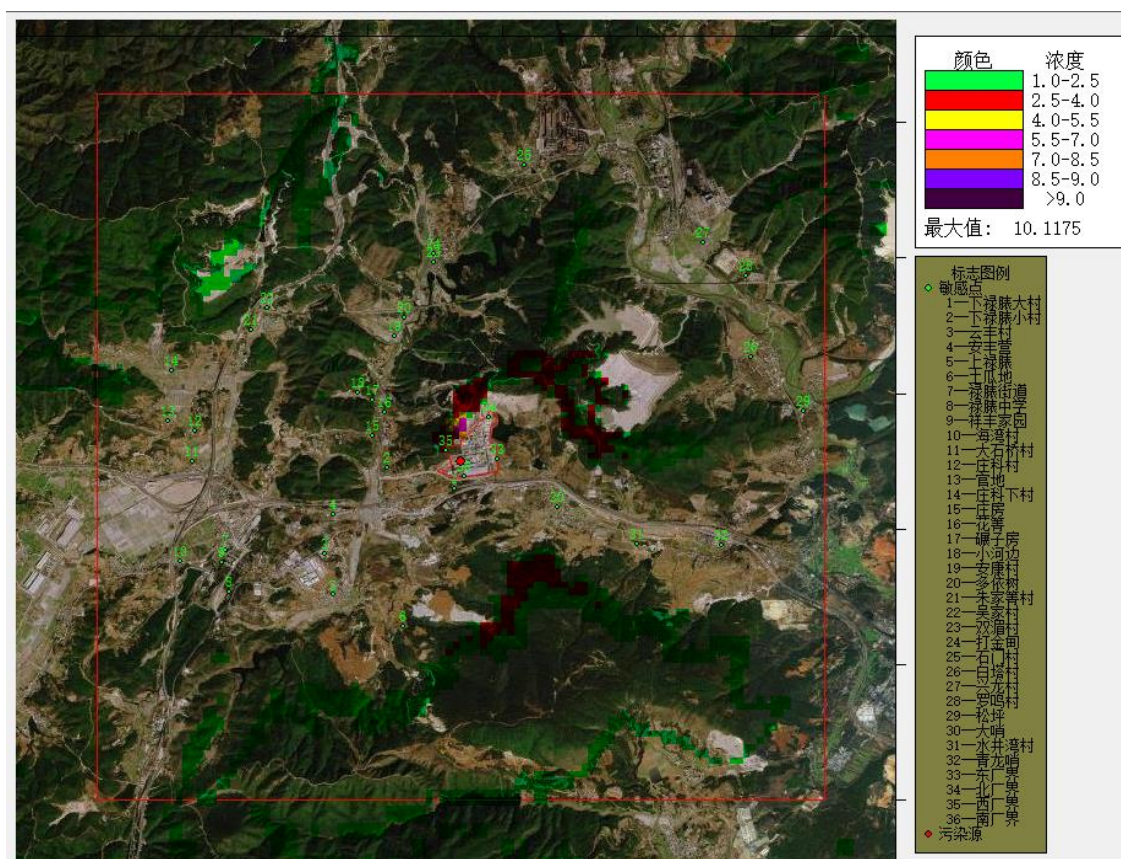 颜色 浓度
1.0-2.5
2.5-4.0
4.0-5.5
5.5-7.0
7.0-8.5
8.5-9.0
>9.0
最大值: 10.1175
标志图例
敏感点
1—下禄脿大村
2—下禄脿小村
3—云丰村
4—安丰营
5—上禄脿
6—土瓜地
7—禄脿街道
8—禄脿中学
9—祥丰家园
10—海湾村
11—大石桥村
12—庄科村
13—官地
14—庄科下村
15—庄房
16—花箐
17—碾子房
18—小河边
19—安康村
20—多依树
21—朱家箐村
22—吴家村
23—双湄村
24—打金甸
25—石门村
26—白塔村
27—兴龙村
28—罗鸣村
29—松坪
30—大哨
31—水井湾村
32—青龙哨
33—东厂界
34—北厂界
35—西厂界
36—南厂界
污染源